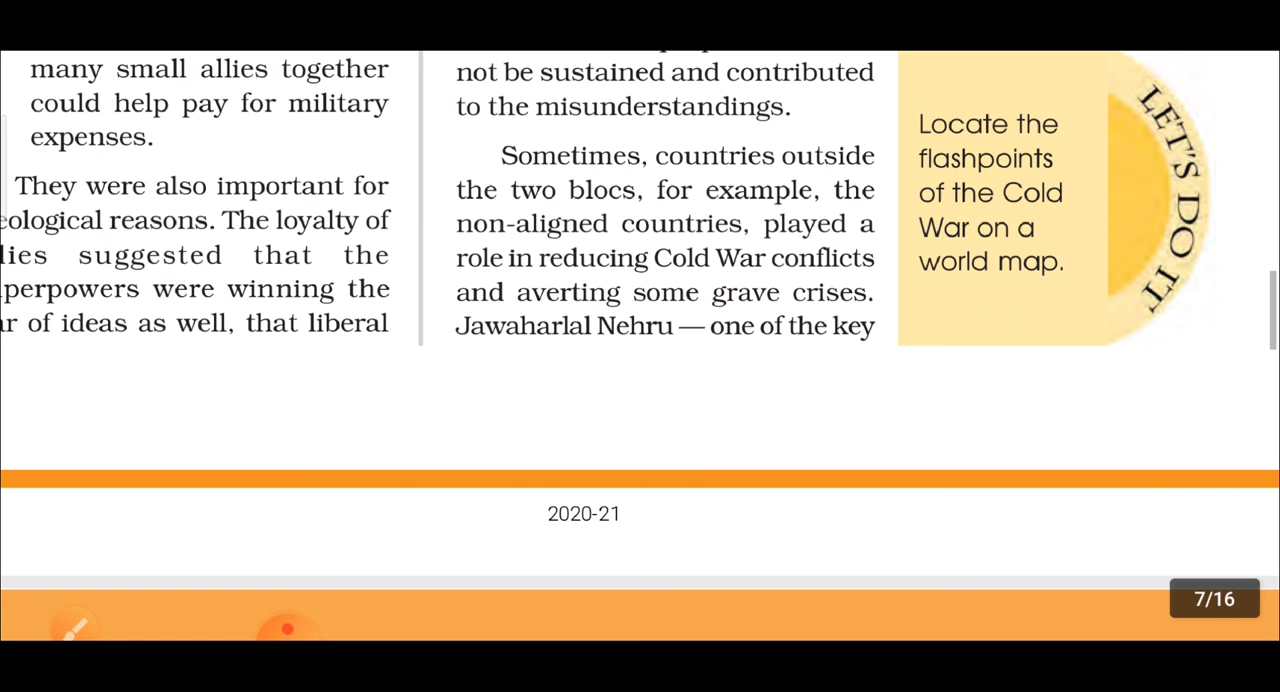 many small allies together
could help pay for military
expenses.
They were also important for
eological reasons. The loyalty of
lies suggested that the
perpowers were winning the
r of ideas as well, that liberal
not be sustained and contributed
to the misunderstandings.
Sometimes, countries outside
the two blocs, for example, the
non-aligned countries, played a
role in reducing Cold War conflicts
and averting some grave crises.
Jawaharlal Nehru — one of the key
Locate the
flashpoints
of the Cold
War on a
world map.
LET'S DO IT
2020-21
7/16